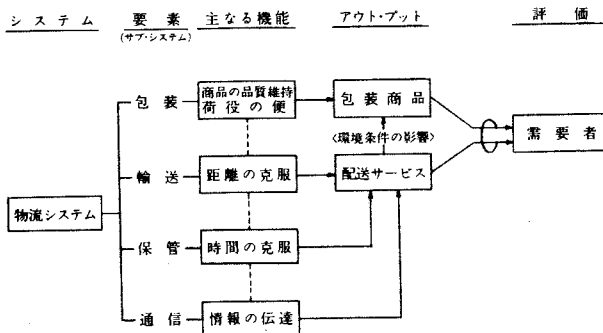 システム
要素
(サブ・システム)
主なる機能
アウト・プット
評価
包装
商品の品質維持
荷役の便
包装商品
〈環境条件の影響〉
需要者
輸送
距離の克服
配送サービス
物流システム
保管
時間の克服
通信
情報の伝達